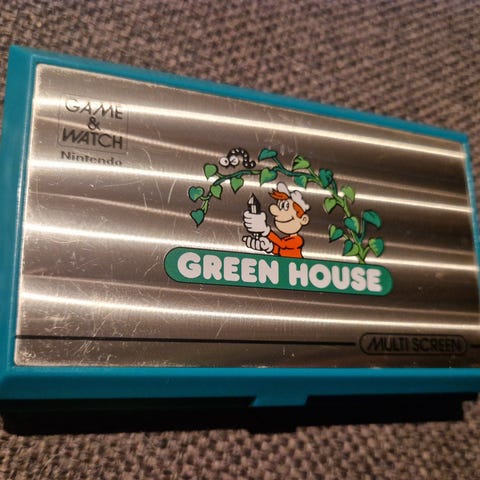 GAME
&
WATCH
Nintendo
GREEN HOUSE
MULTI SCREEN